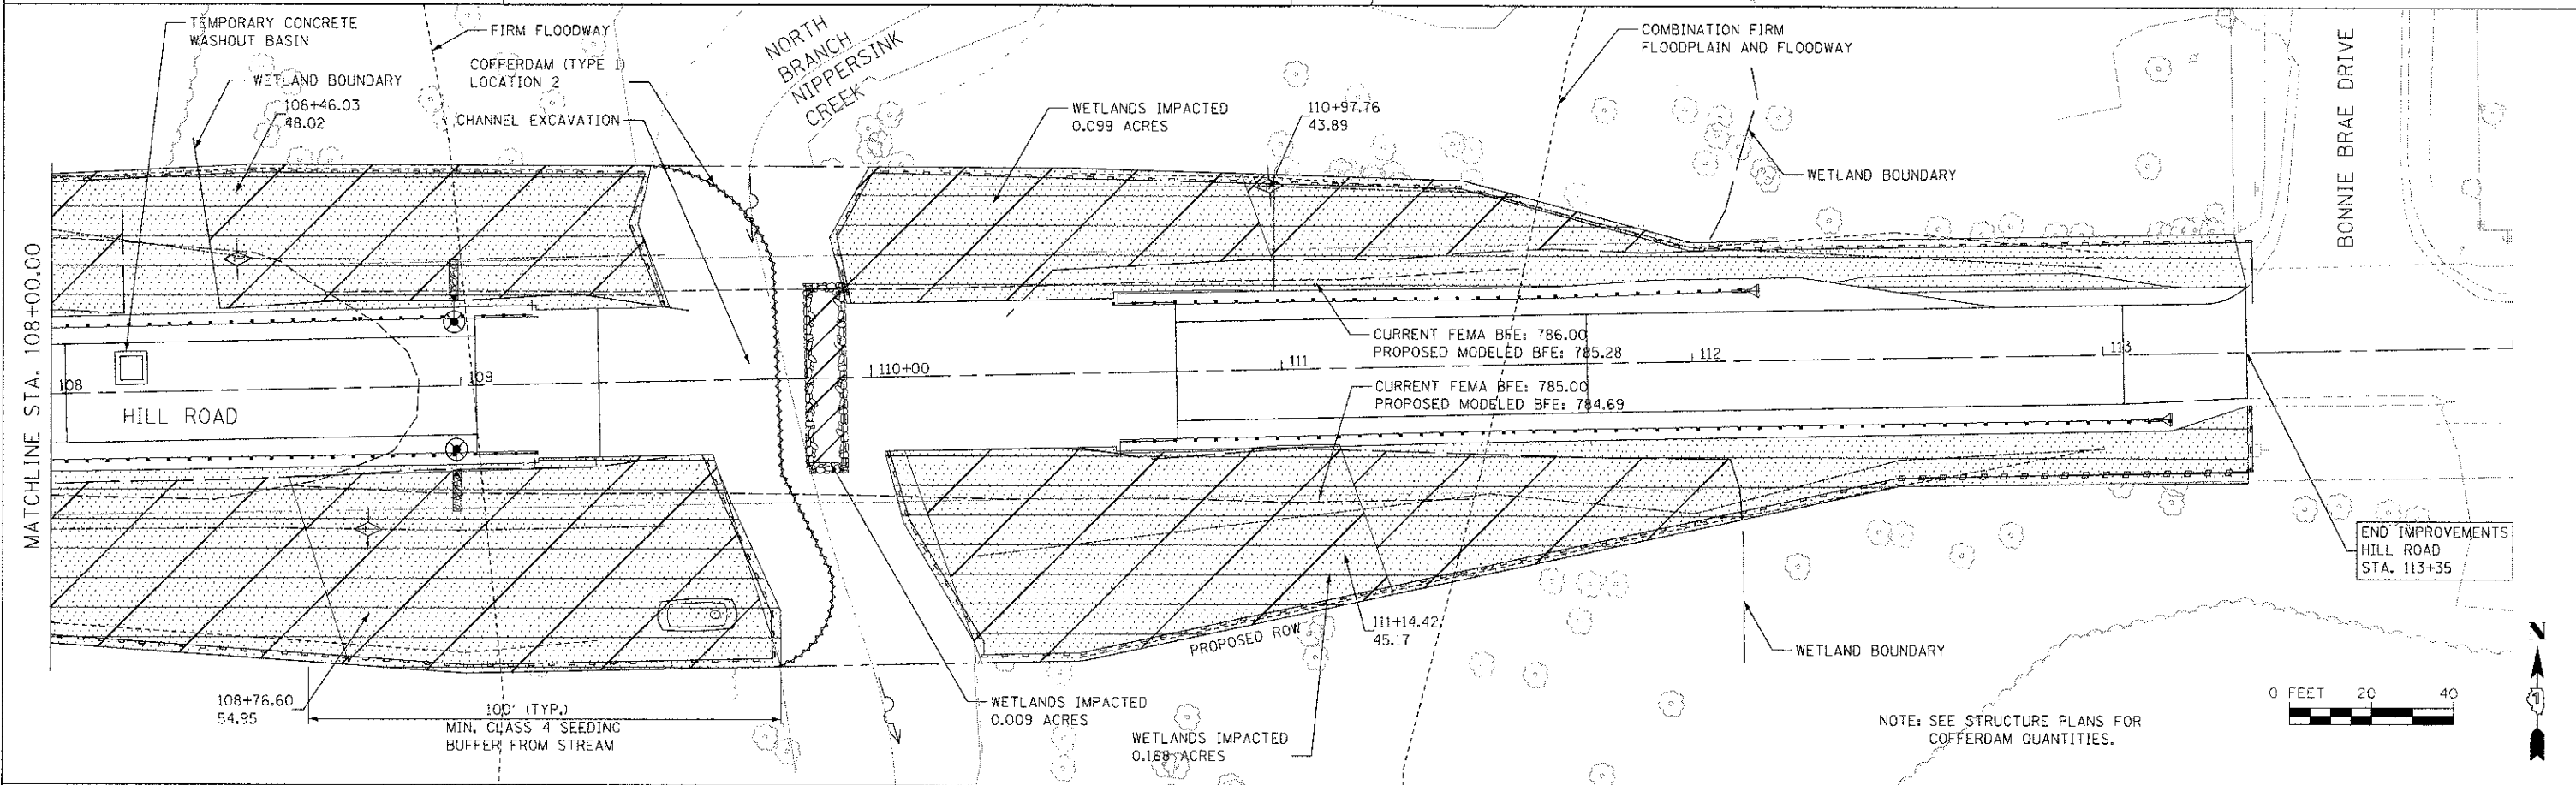 TEMPORARY CONCRETE
WASHOUT BASIN
FIRM FLOODWAY
WETLAND BOUNDARY
108+46.03
48.02
COFFERDAM (TYPE 1)
LOCATION 2
CHANNEL EXCAVATION
NORTH
BRANCH
NIPPERSINK
CREEK
WETLANDS IMPACTED
0.099 ACRES
110+97.76
43.89
COMBINATION FIRM
FLOODPLAIN AND FLOODWAY
WETLAND BOUNDARY
BONNIE BRAE DRIVE
MATCHLINE STA. 108+00.00
108
109
110+00
111
112
113
HILL ROAD
CURRENT FEMA BFE: 786.00
PROPOSED MODELED BFE: 785.28
CURRENT FEMA BFE: 785.00
PROPOSED MODELED BFE: 784.69
END IMPROVEMENTS
HILL ROAD
STA. 113+35
108+76.60
54.95
100' (TYP.)
MIN. CLASS 4 SEEDING
BUFFER FROM STREAM
WETLANDS IMPACTED
0.009 ACRES
WETLANDS IMPACTED
0.168 ACRES
PROPOSED ROW
111+14.42
45.17
WETLAND BOUNDARY
NOTE: SEE STRUCTURE PLANS FOR
COFFERDAM QUANTITIES.
0 FEET 20 40
N